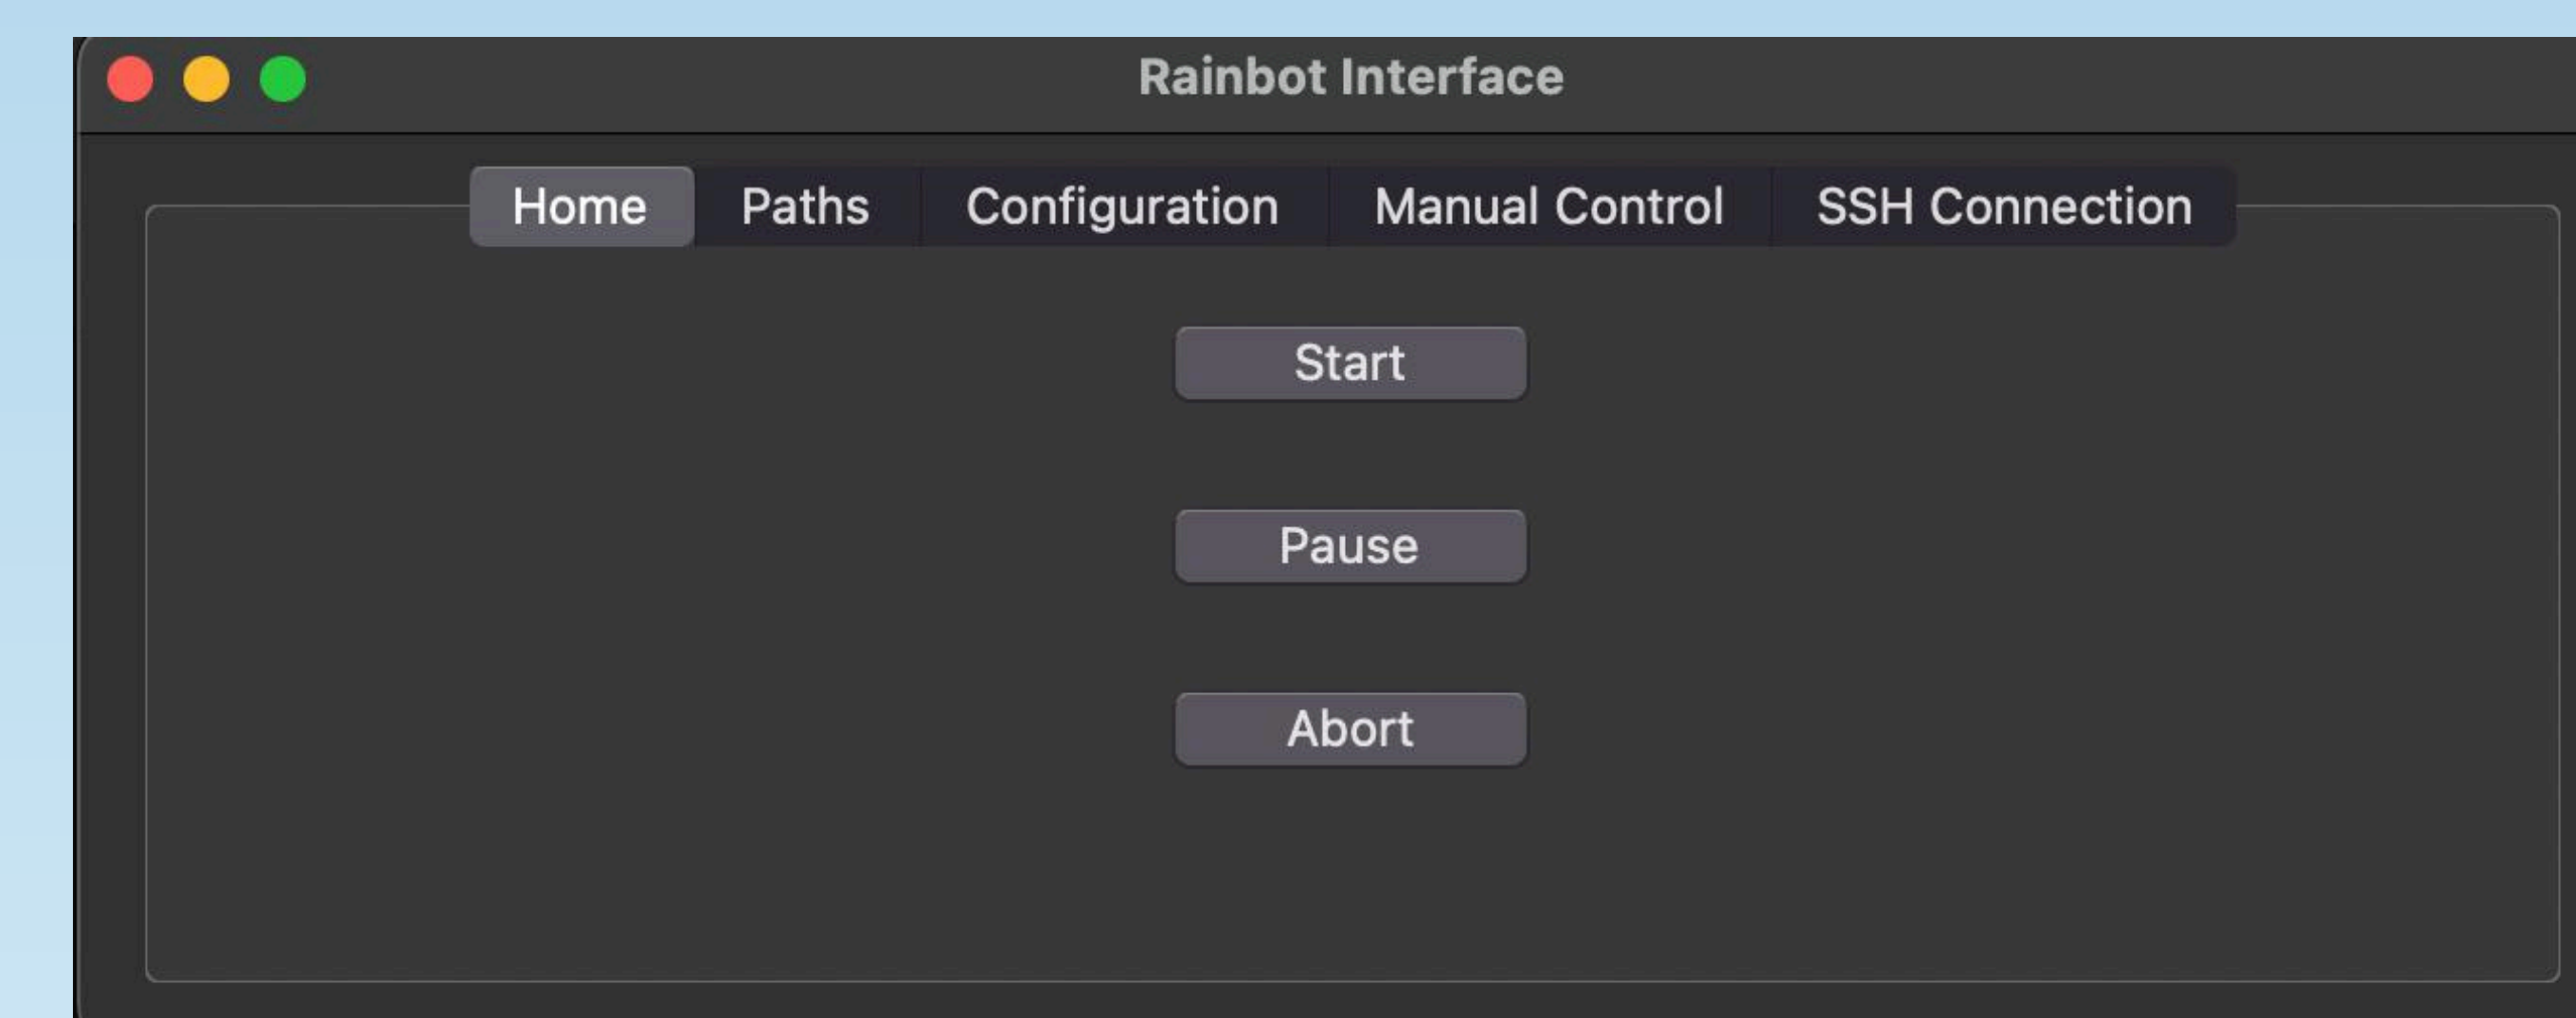 Rainbot Interface
Home Paths Configuration Manual Control SSH Connection
Start
Pause
Abort